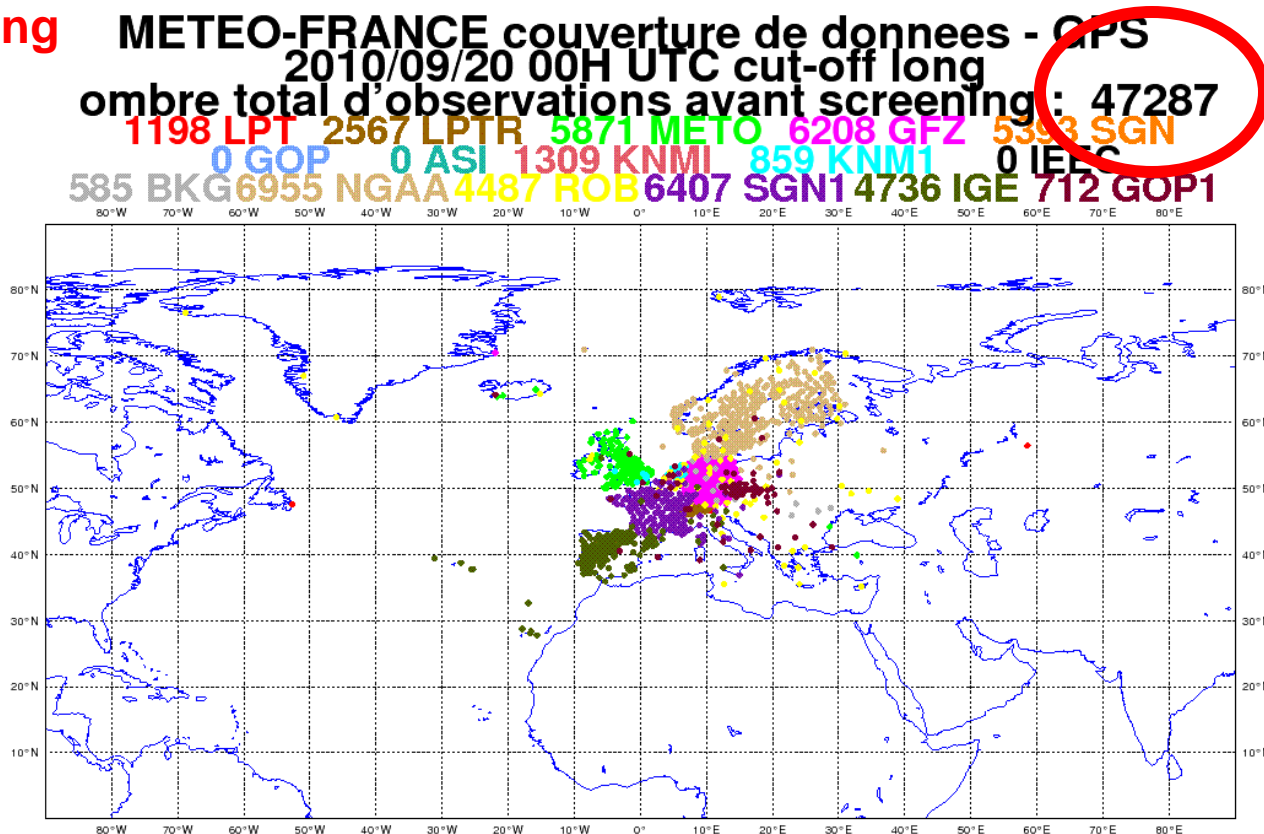 ng
METEO-FRANCE couverture de donnees - GPS
2010/09/20 00H UTC cut-off long
ombre total d'observations avant screening : 47287
1198 LPT 2567 LPTR 5871 METO 6208 GFZ 5393 SGN
0 GOP 0 ASI 1309 KNMI 859 KNM1 0 IEEC
585 BKG 6955 NGAA 4487 ROB 6407 SGN1 4736 IGE 712 GOP1
80°W 70°W 60°W 50°W 40°W 30°W 20°W 10°W 0° 10°E 20°E 30°E 40°E 50°E 60°E 70°E 80°E
80°N 80°N
70°N 70°N
60°N 60°N
50°N 50°N
40°N 40°N
30°N 30°N
20°N 20°N
10°N 10°N
80°W 70°W 60°W 50°W 40°W 30°W 20°W 10°W 0° 10°E 20°E 30°E 40°E 50°E 60°E 70°E 80°E